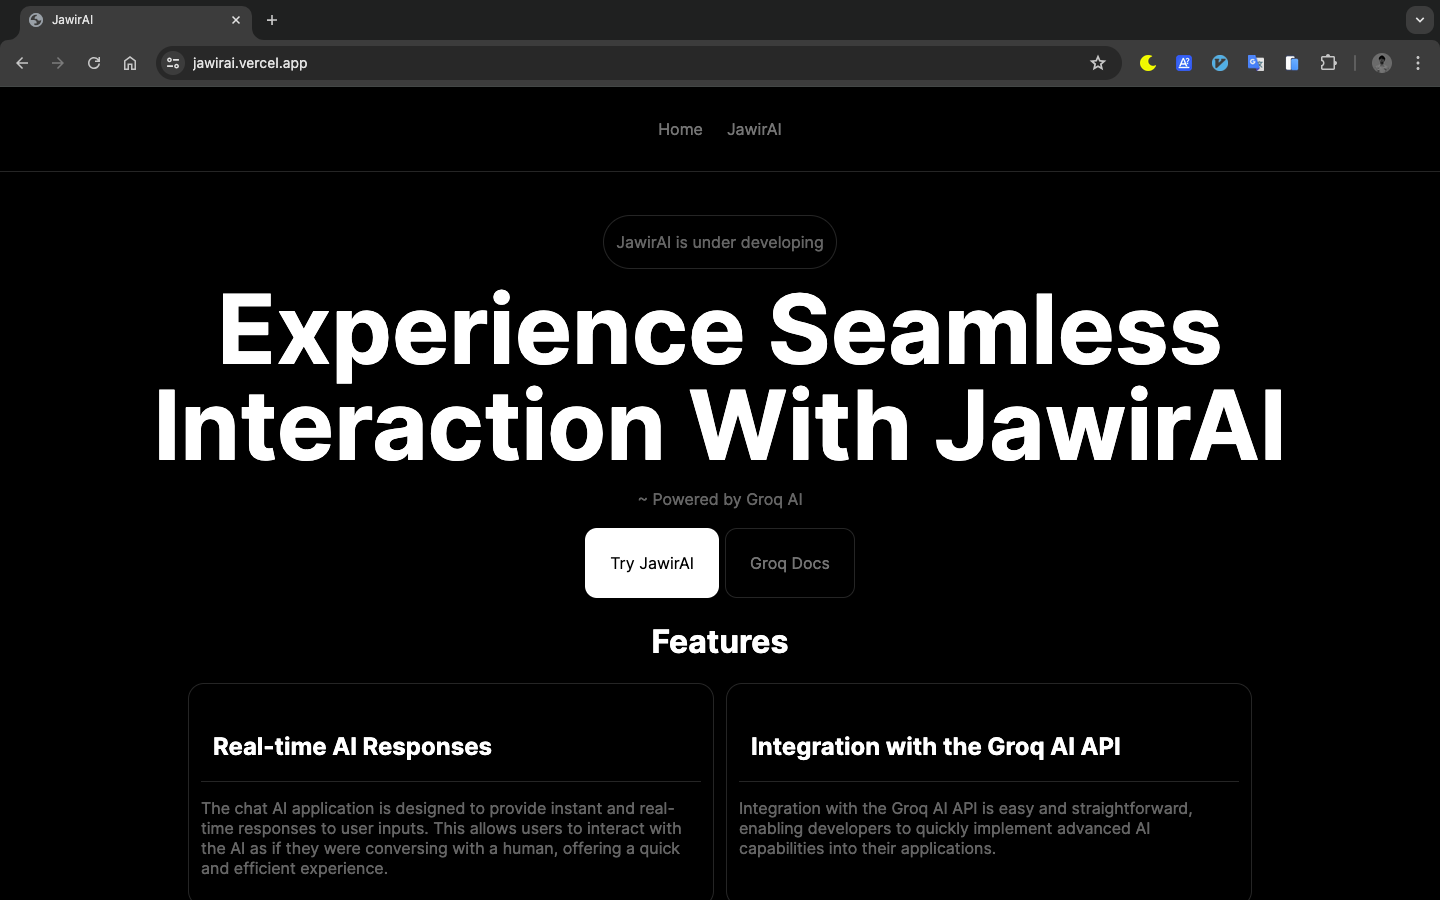 JawirAI
jawirai.vercel.app
Home JawirAI
JawirAI is under developing
Experience Seamless
Interaction With JawirAI
~ Powered by Groq AI
Try JawirAI Groq Docs
Features
Real-time AI Responses
The chat AI application is designed to provide instant and real-
time responses to user inputs. This allows users to interact with
the AI as if they were conversing with a human, offering a quick
and efficient experience.
Integration with the Groq AI API
Integration with the Groq AI API is easy and straightforward,
enabling developers to quickly implement advanced AI
capabilities into their applications.